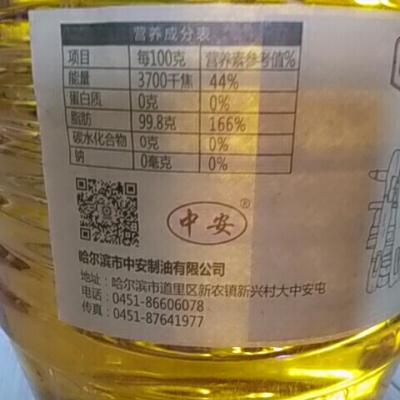 营养成分表
项目 每100克 营养素参考值%
能量 3700千焦 44%
蛋白质 0克 0%
脂肪 99.8克 166%
碳水化合物 0克 0%
钠 0毫克 0%
中安®
哈尔滨市中安制油有限公司
地址：哈尔滨市道里区新农镇新兴村大中安屯
电话：0451-86606078
传真：0451-87641977